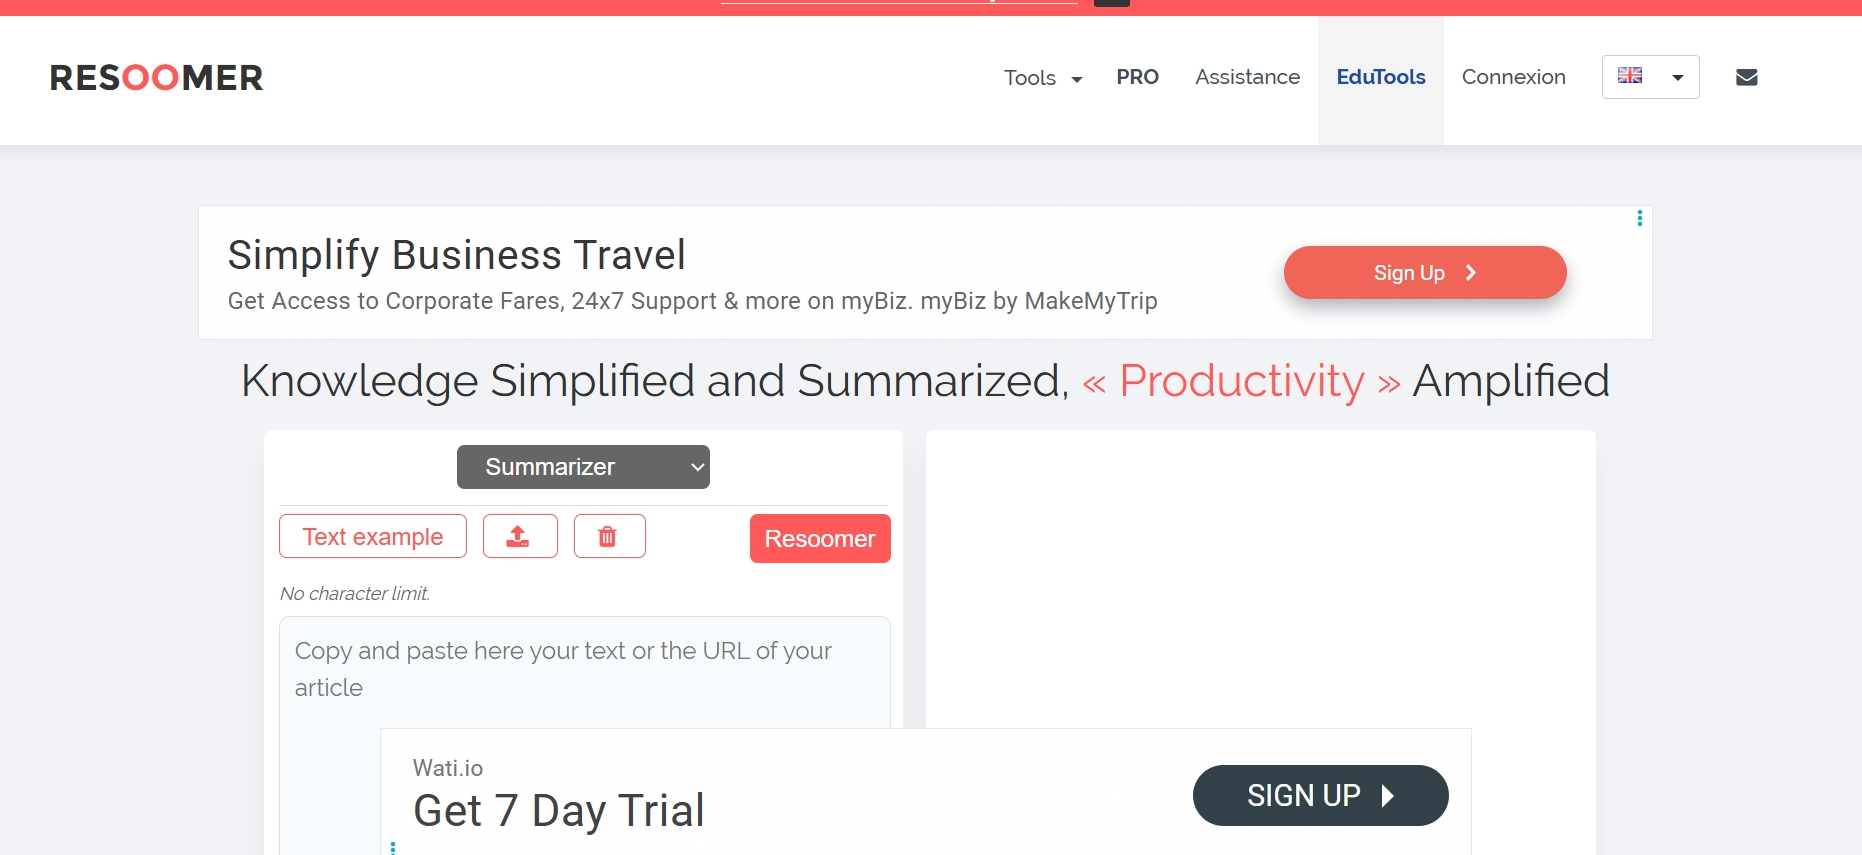 RESOOMER
Tools
PRO
Assistance
EduTools
Connexion
Simplify Business Travel
Get Access to Corporate Fares, 24x7 Support & more on myBiz. myBiz by MakeMyTrip
Sign Up
Knowledge Simplified and Summarized, « Productivity » Amplified
Summarizer
Text example
Resoomer
No character limit.
Copy and paste here your text or the URL of your
article
Wati.io
Get 7 Day Trial
SIGN UP